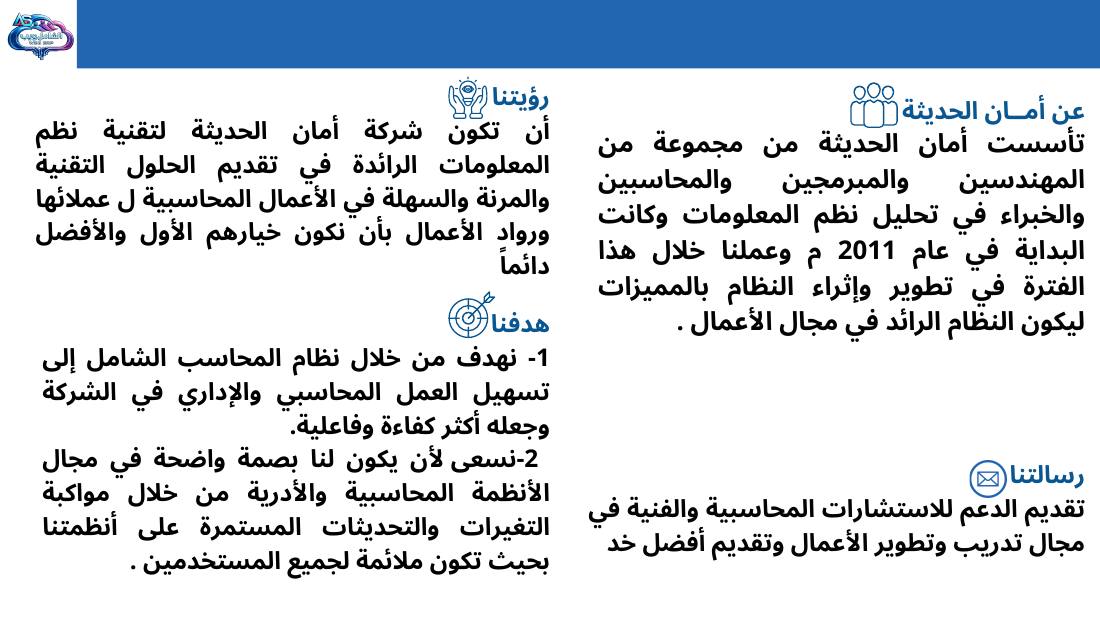 الشامل ويب
WEB ERP
عن أمــان الحديثة
تأسست أمان الحديثة من مجموعة من
المهندسين والمبرمجين والمحاسبين
والخبراء في تحليل نظم المعلومات وكانت
البداية في عام 2011 م وعملنا خلال هذا
الفترة في تطوير وإثراء النظام بالمميزات
ليكون النظام الرائد في مجال الأعمال .
رسالتنا
تقديم الدعم للاستشارات المحاسبية والفنية في
مجال تدريب وتطوير الأعمال وتقديم أفضل خد
رؤيتنا
أن تكون شركة أمان الحديثة لتقنية نظم
المعلومات الرائدة في تقديم الحلول التقنية
والمرنة والسهلة في الأعمال المحاسبية ل عملائها
ورواد الأعمال بأن نكون خيارهم الأول والأفضل
دائماً
هدفنا
1- نهدف من خلال نظام المحاسب الشامل إلى
تسهيل العمل المحاسبي والإداري في الشركة
وجعله أكثر كفاءة وفاعلية.
2-نسعى لأن يكون لنا بصمة واضحة في مجال
الأنظمة المحاسبية والأدرية من خلال مواكبة
التغيرات والتحديثات المستمرة على أنظمتنا
بحيث تكون ملائمة لجميع المستخدمين .